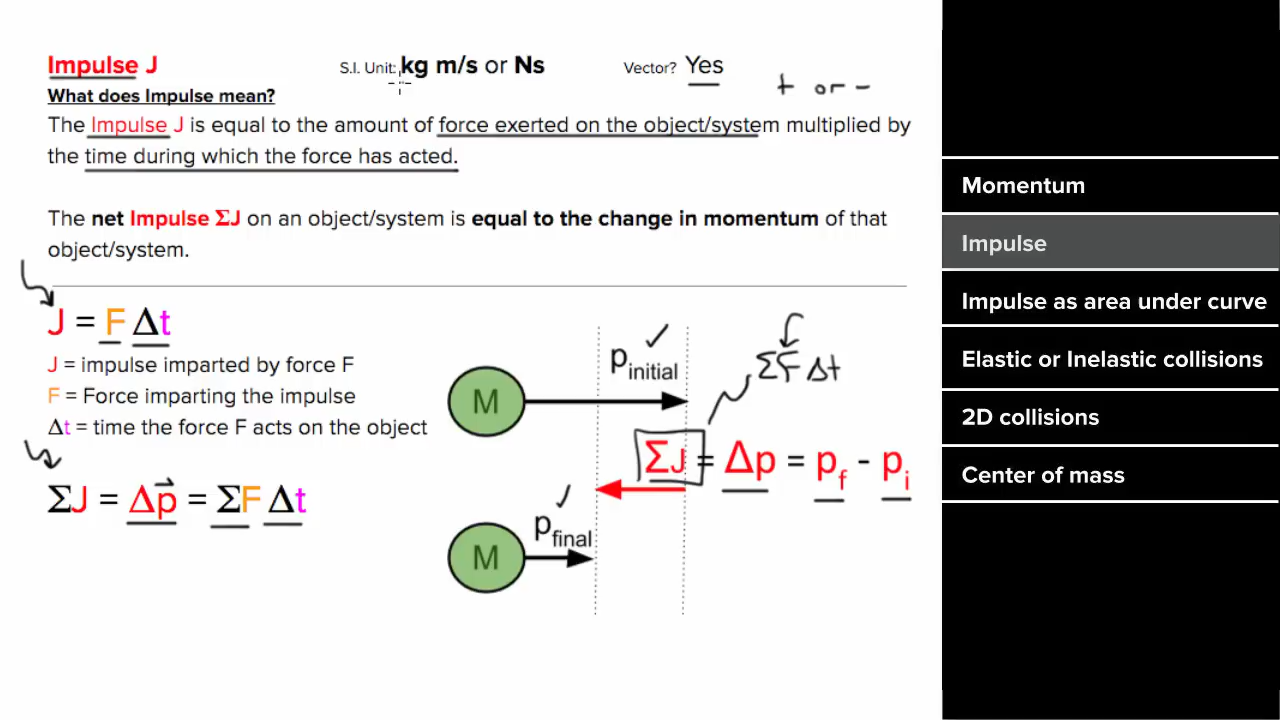 Impulse J
S.I. Unit: kg m/s or Ns
Vector? Yes
+ or -
What does Impulse mean?
The Impulse J is equal to the amount of force exerted on the object/system multiplied by
the time during which the force has acted.
The net Impulse ΣJ on an object/system is equal to the change in momentum of that
object/system.
J = F Δt
J = impulse imparted by force F
F = Force imparting the impulse
Δt = time the force F acts on the object
ΣJ = Δp⃗ = ΣF Δt
M
p initial
ΣF Δt
ΣJ = Δp = pf - pi
M
p final
Momentum
Impulse
Impulse as area under curve
Elastic or Inelastic collisions
2D collisions
Center of mass